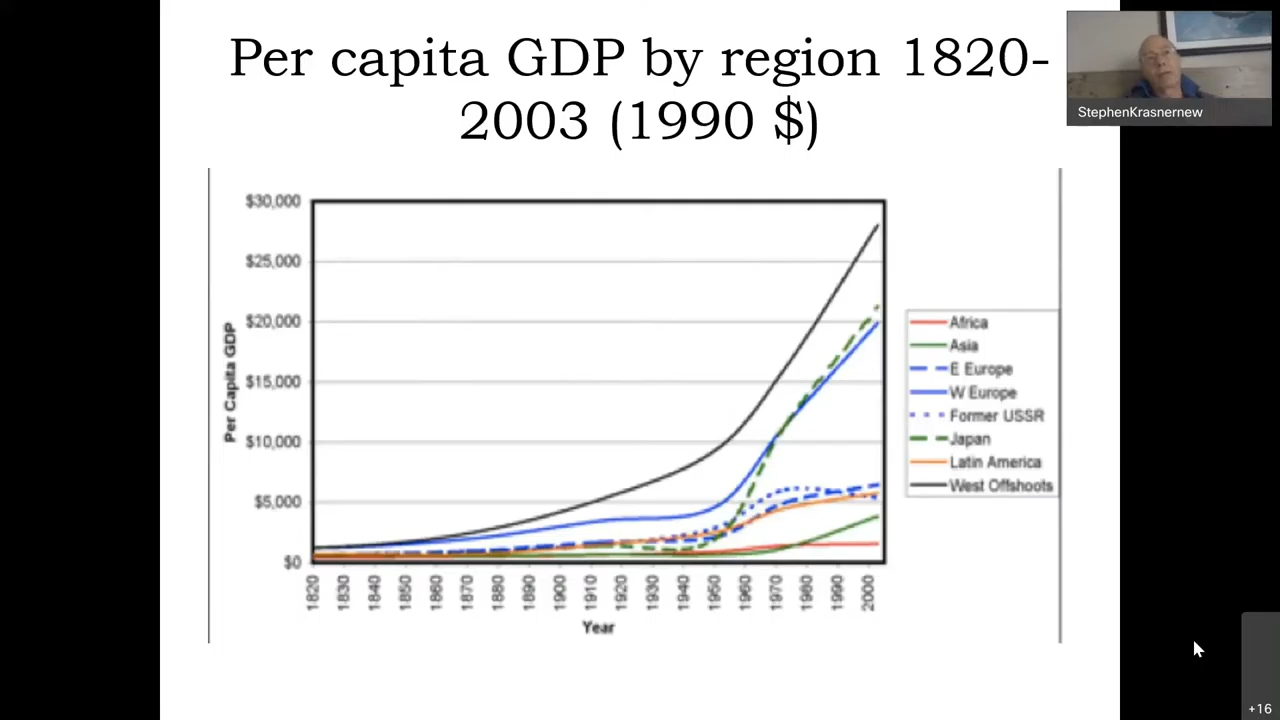 Per capita GDP by region 1820-
2003 (1990 $)
StephenKrasnernew
$30,000
$25,000
$20,000
$15,000
$10,000
$5,000
$0
Per Capita GDP
1820
1830
1840
1850
1860
1870
1880
1890
1900
1910
1920
1930
1940
1950
1960
1970
1980
1990
2000
Year
Africa
Asia
E Europe
W Europe
Former USSR
Japan
Latin America
West Offshoots
+16